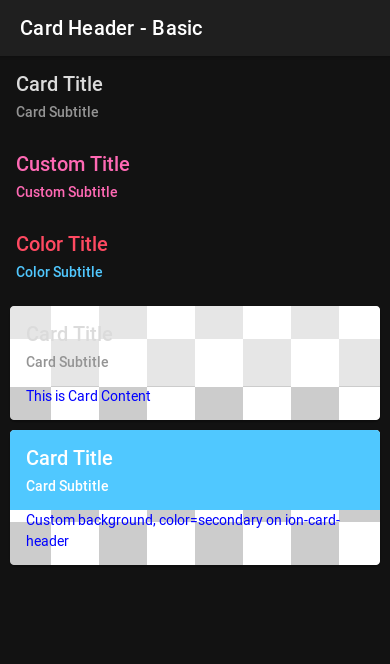 Card Header - Basic
Card Title
Card Subtitle
Custom Title
Custom Subtitle
Color Title
Color Subtitle
Card Title
Card Subtitle
This is Card Content
Card Title
Card Subtitle
Custom background, color=secondary on ion-card-
header